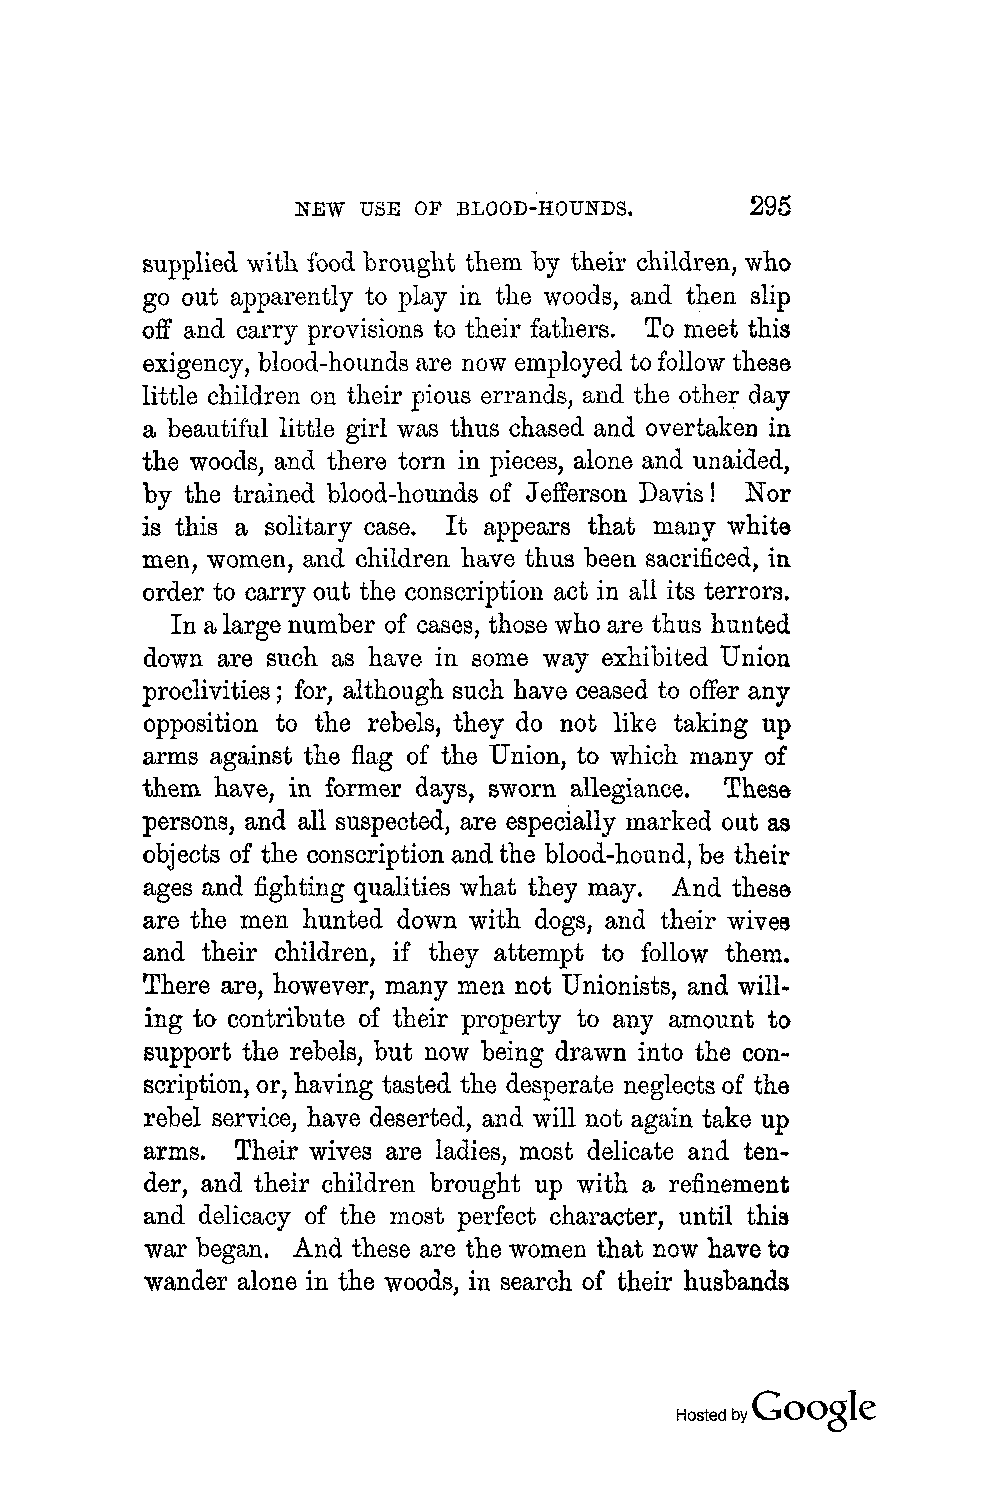 NEW USE OF BLOOD-HOUNDS. 295
supplied with food brought them by their children, who
go out apparently to play in the woods, and then slip
off and carry provisions to their fathers. To meet this
exigency, blood-hounds are now employed to follow these
little children on their pious errands, and the other day
a beautiful little girl was thus chased and overtaken in
the woods, and there torn in pieces, alone and unaided,
by the trained blood-hounds of Jefferson Davis! Nor
is this a solitary case. It appears that many white
men, women, and children have thus been sacrificed, in
order to carry out the conscription act in all its terrors.
In a large number of cases, those who are thus hunted
down are such as have in some way exhibited Union
proclivities; for, although such have ceased to offer any
opposition to the rebels, they do not like taking up
arms against the flag of the Union, to which many of
them have, in former days, sworn allegiance. These
persons, and all suspected, are especially marked out as
objects of the conscription and the blood-hound, be their
ages and fighting qualities what they may. And these
are the men hunted down with dogs, and their wives
and their children, if they attempt to follow them.
There are, however, many men not Unionists, and will-
ing to contribute of their property to any amount to
support the rebels, but now being drawn into the con-
scription, or, having tasted the desperate neglects of the
rebel service, have deserted, and will not again take up
arms. Their wives are ladies, most delicate and ten-
der, and their children brought up with a refinement
and delicacy of the most perfect character, until this
war began. And these are the women that now have to
wander alone in the woods, in search of their husbands
Hosted by Google